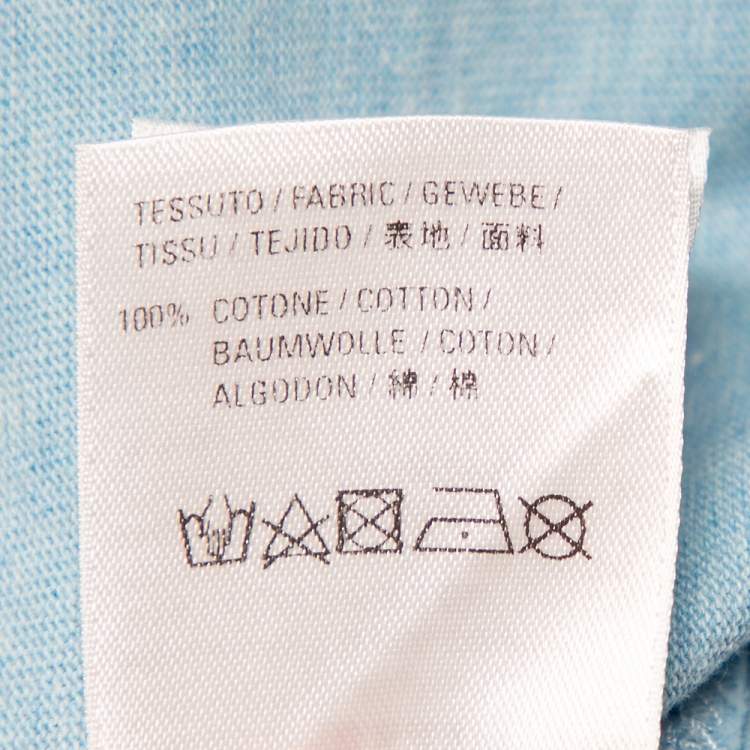 TESSUTO / FABRIC / GEWEBE /
TISSU / TEJIDO / 表地 / 面料
100% COTONE / COTTON /
BAUMWOLLE / COTON /
ALGODON / 綿 / 棉